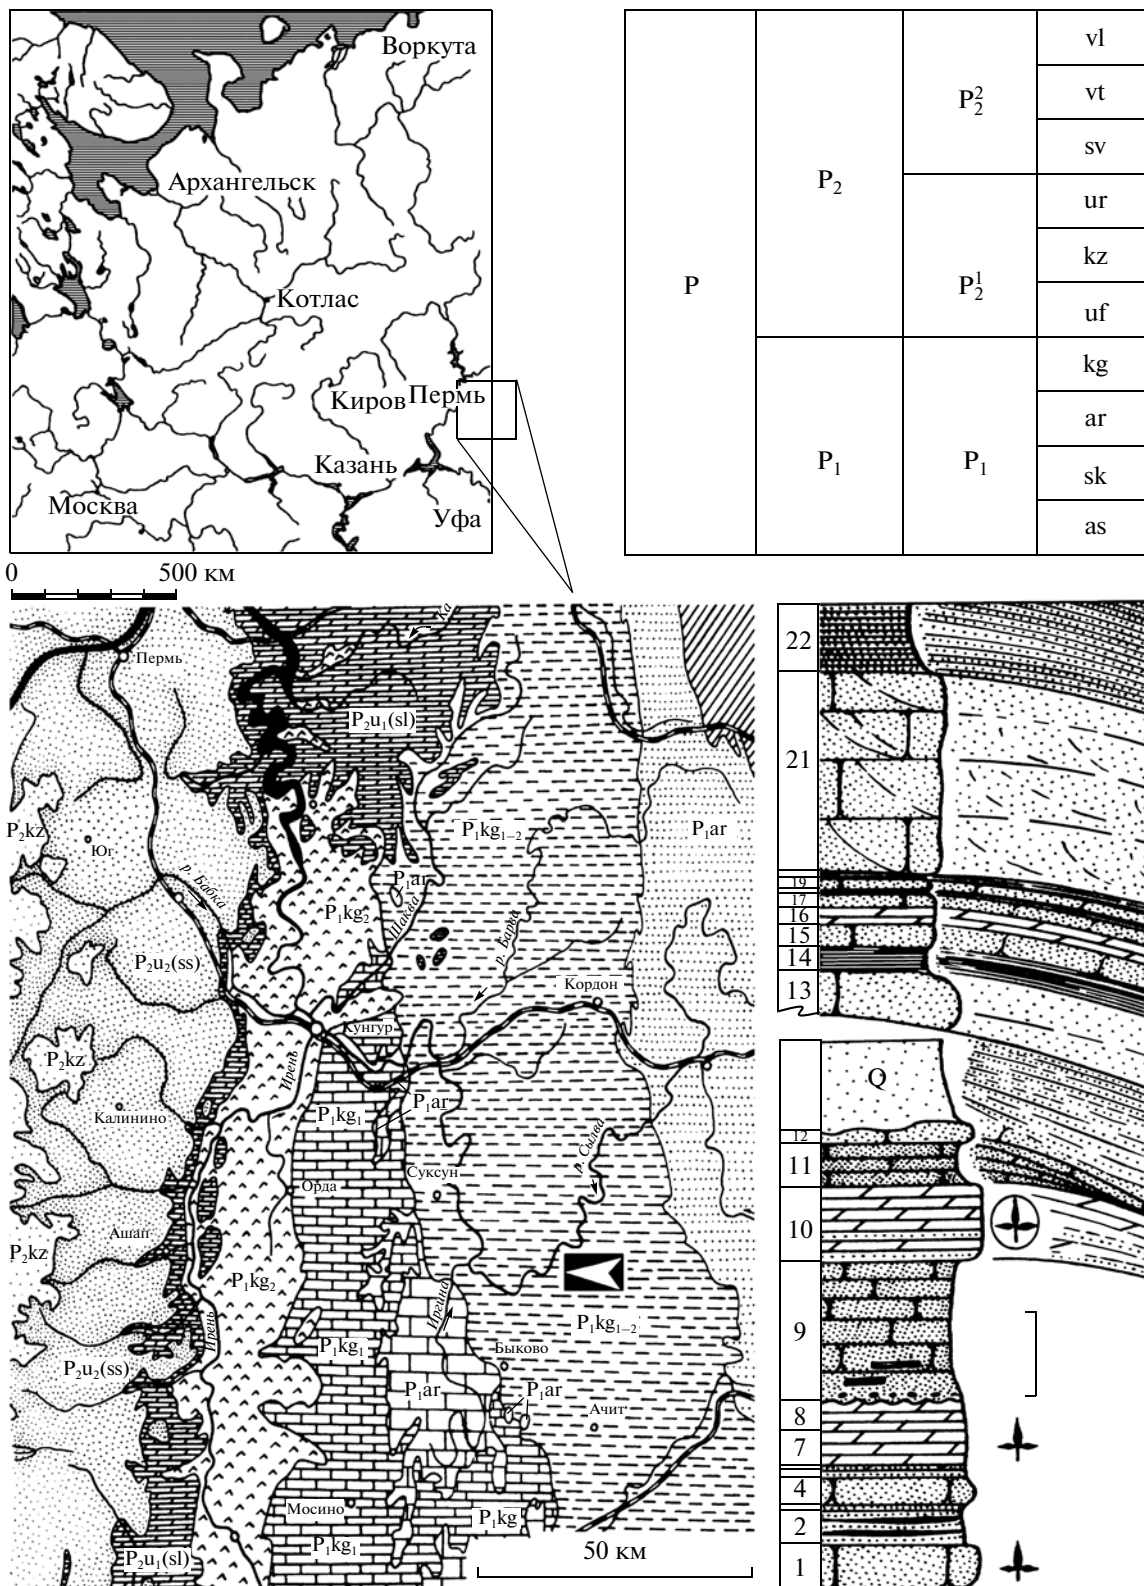 Воркута
Архангельск
Котлас
Киров
Пермь
Казань
Москва
Уфа
0
500 км
P
P₂
P₁
P₂²
P₂¹
P₁
vl
vt
sv
ur
kz
uf
kg
ar
sk
as
Ка
Пермь
P₂u₁(sl)
P₂kz
Юг
P₁kg₁₋₂
P₁ar
р. Бабка
P₁ar
P₁kg₂
Шаква
р. Барва
P₂u₂(ss)
Кордон
Кунгур
P₂kz
Ирень
Калинино
P₁kg₁
P₁ar
р. Сылва
Суксун
Орда
Ашап
P₂kz
P₁kg₂
Иргина
P₁kg₁₋₂
Ирень
P₁kg₁
Быково
P₂u₂(ss)
P₁ar
P₁ar
Ачит
Мосино
P₁kg
P₁kg₁
P₂u₁(sl)
50 км
22
21
19
17
16
15
14
13
Q
12
11
10
9
8
7
4
2
1